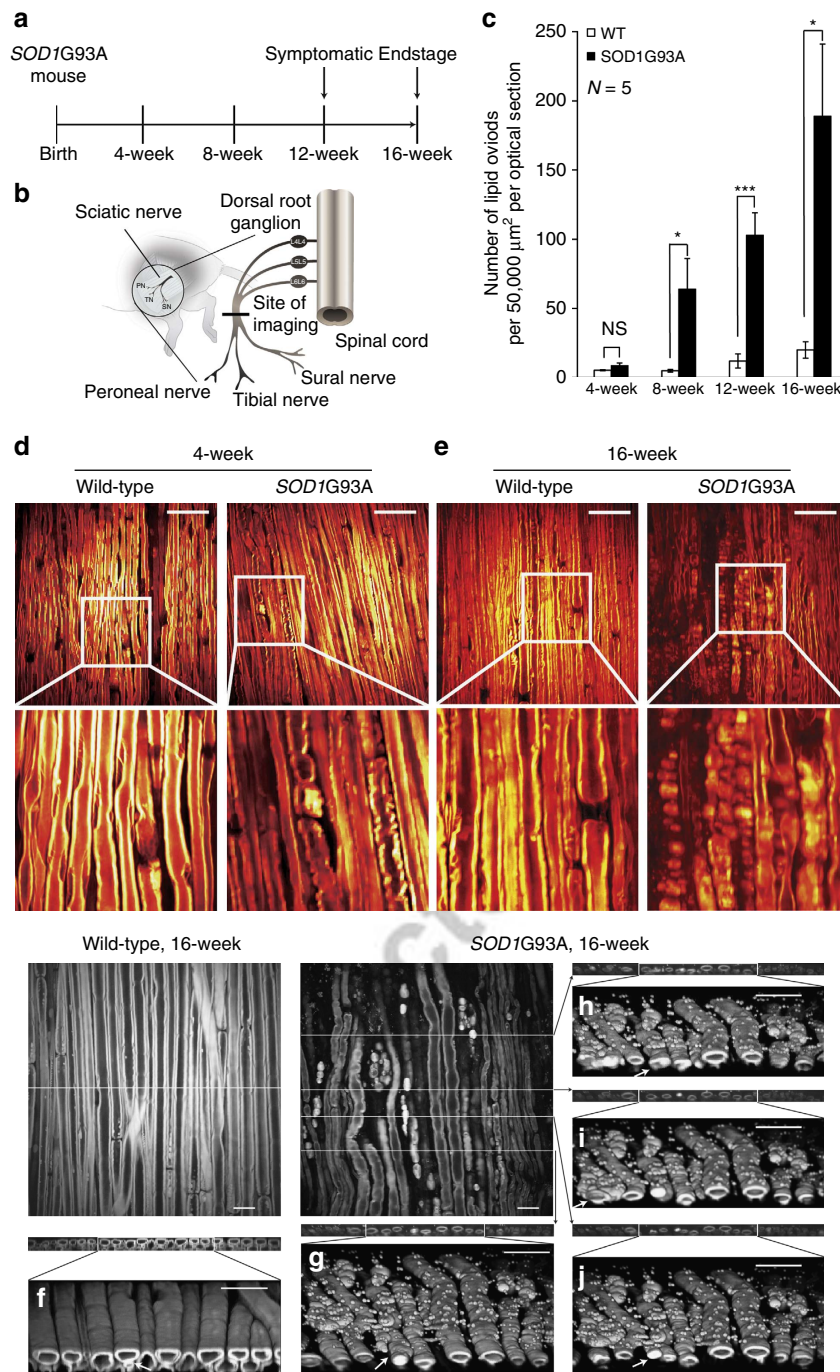 a
SOD1G93A
mouse
Symptomatic Endstage
Birth
4-week
8-week
12-week
16-week
b
Sciatic nerve
Dorsal root
ganglion
PN
TN
SN
L4L4
L5L5
L6L6
Site of
imaging
Spinal cord
Peroneal nerve
Tibial nerve
Sural nerve
c
Number of lipid oviods
per 50,000 µm² per optical section
250
200
150
100
50
0
WT
SOD1G93A
N = 5
NS
*
***
*
4-week
8-week
12-week
16-week
d
4-week
Wild-type
SOD1G93A
e
16-week
Wild-type
SOD1G93A
Wild-type, 16-week
SOD1G93A, 16-week
h
i
f
g
j